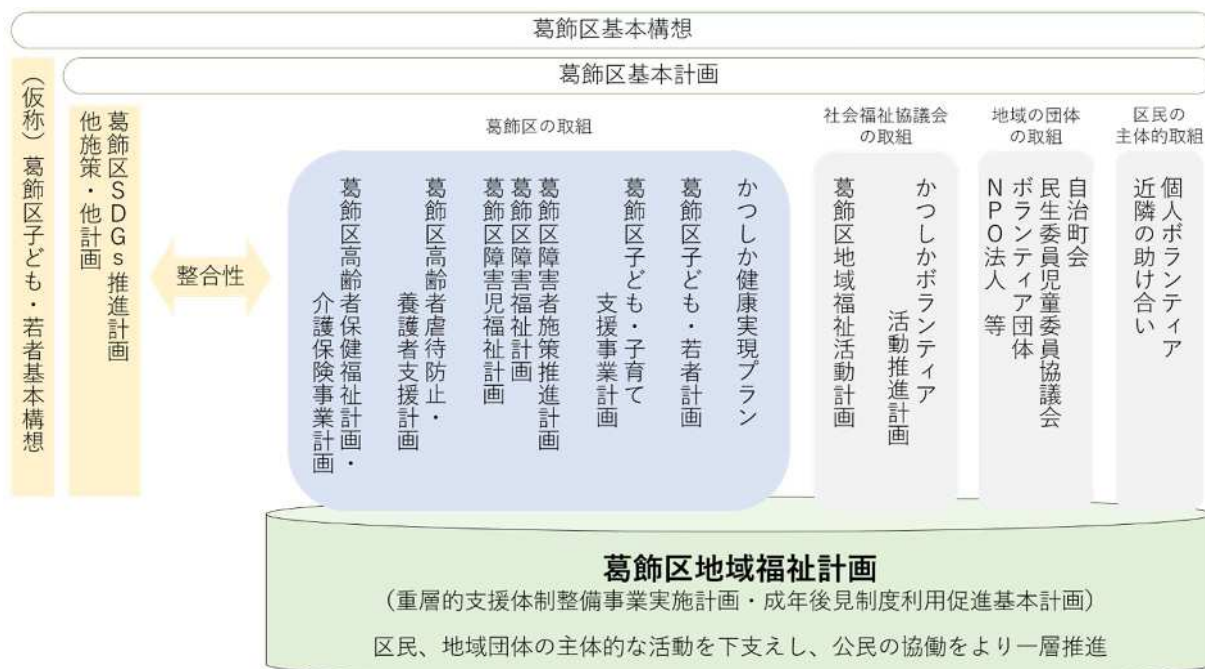 葛飾区基本構想
葛飾区基本計画
（仮称）葛飾区子ども・若者基本構想
葛飾区SDGs推進計画
他施策・他計画
整合性
葛飾区の取組
かつしか健康実現プラン
葛飾区子ども・若者計画
葛飾区子ども・子育て
支援事業計画
葛飾区障害者施策推進計画
葛飾区障害福祉計画
葛飾区障害児福祉計画
葛飾区高齢者虐待防止・
養護者支援計画
葛飾区高齢者保健福祉計画・
介護保険事業計画
社会福祉協議会
の取組
かつしかボランティア
活動推進計画
葛飾区地域福祉活動計画
地域の団体
の取組
自治町会
民生委員児童委員協議会
ボランティア団体
NPO法人　等
区民の
主体的取組
個人ボランティア
近隣の助け合い
葛飾区地域福祉計画
（重層的支援体制整備事業実施計画・成年後見制度利用促進基本計画）
区民、地域団体の主体的な活動を下支えし、公民の協働をより一層推進